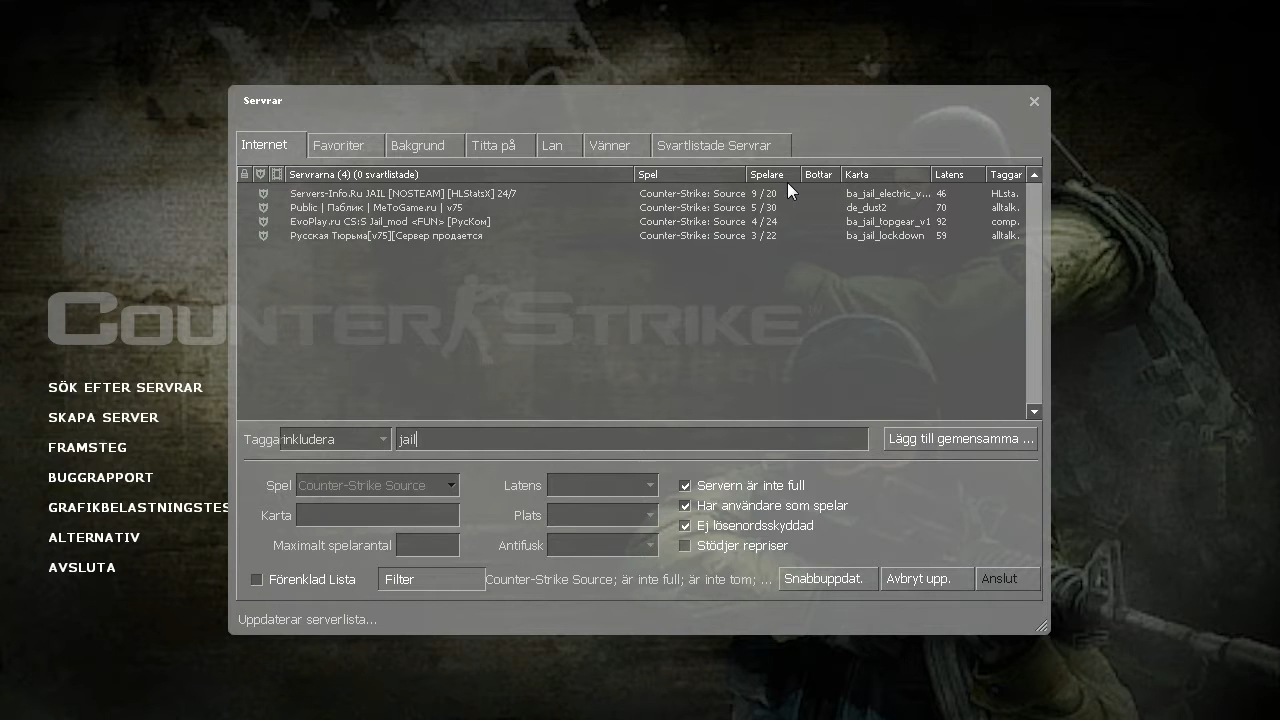 Servrar
Internet Favoriter Bakgrund Titta på Lan Vänner Svartlistade Servrar
Servrarna (4) (0 svartlistade) Spel Spelare Bottar Karta Latens Taggar
Servers-Info.Ru JAIL [NOSTEAM] [HLStatsX] 24/7 Counter-Strike: Source 9 / 20 ba_jail_electric_v... 46 HLsta.
Public | Паблик | MeToGame.ru | v75 Counter-Strike: Source 5 / 30 de_dust2 70 alltalk.
EvoPlay.ru CS:S Jail_mod <FUN> [РусКом] Counter-Strike: Source 4 / 24 ba_jail_topgear_v1 92 comp.
Русская Тюрьма[v75][Сервер продается Counter-Strike: Source 3 / 22 ba_jail_lockdown 59 alltalk.
COUNTER STRIKE
SÖK EFTER SERVRAR
SKAPA SERVER
FRAMSTEG
BUGGRAPPORT
GRAFIKBELASTNINGSTES
ALTERNATIV
AVSLUTA
Tagga inkludera jail Lägg till gemensamma ...
Spel Counter-Strike Source Latens Servern är inte full
Karta Plats Har användare som spelar
Maximalt spelarantal Antifusk Ej lösenordsskyddad
Stödjer repriser
Förenklad Lista Filter Counter-Strike Source; är inte full; är inte tom; ... Snabbuppdat. Avbryt upp. Anslut
Uppdaterar serverlista...